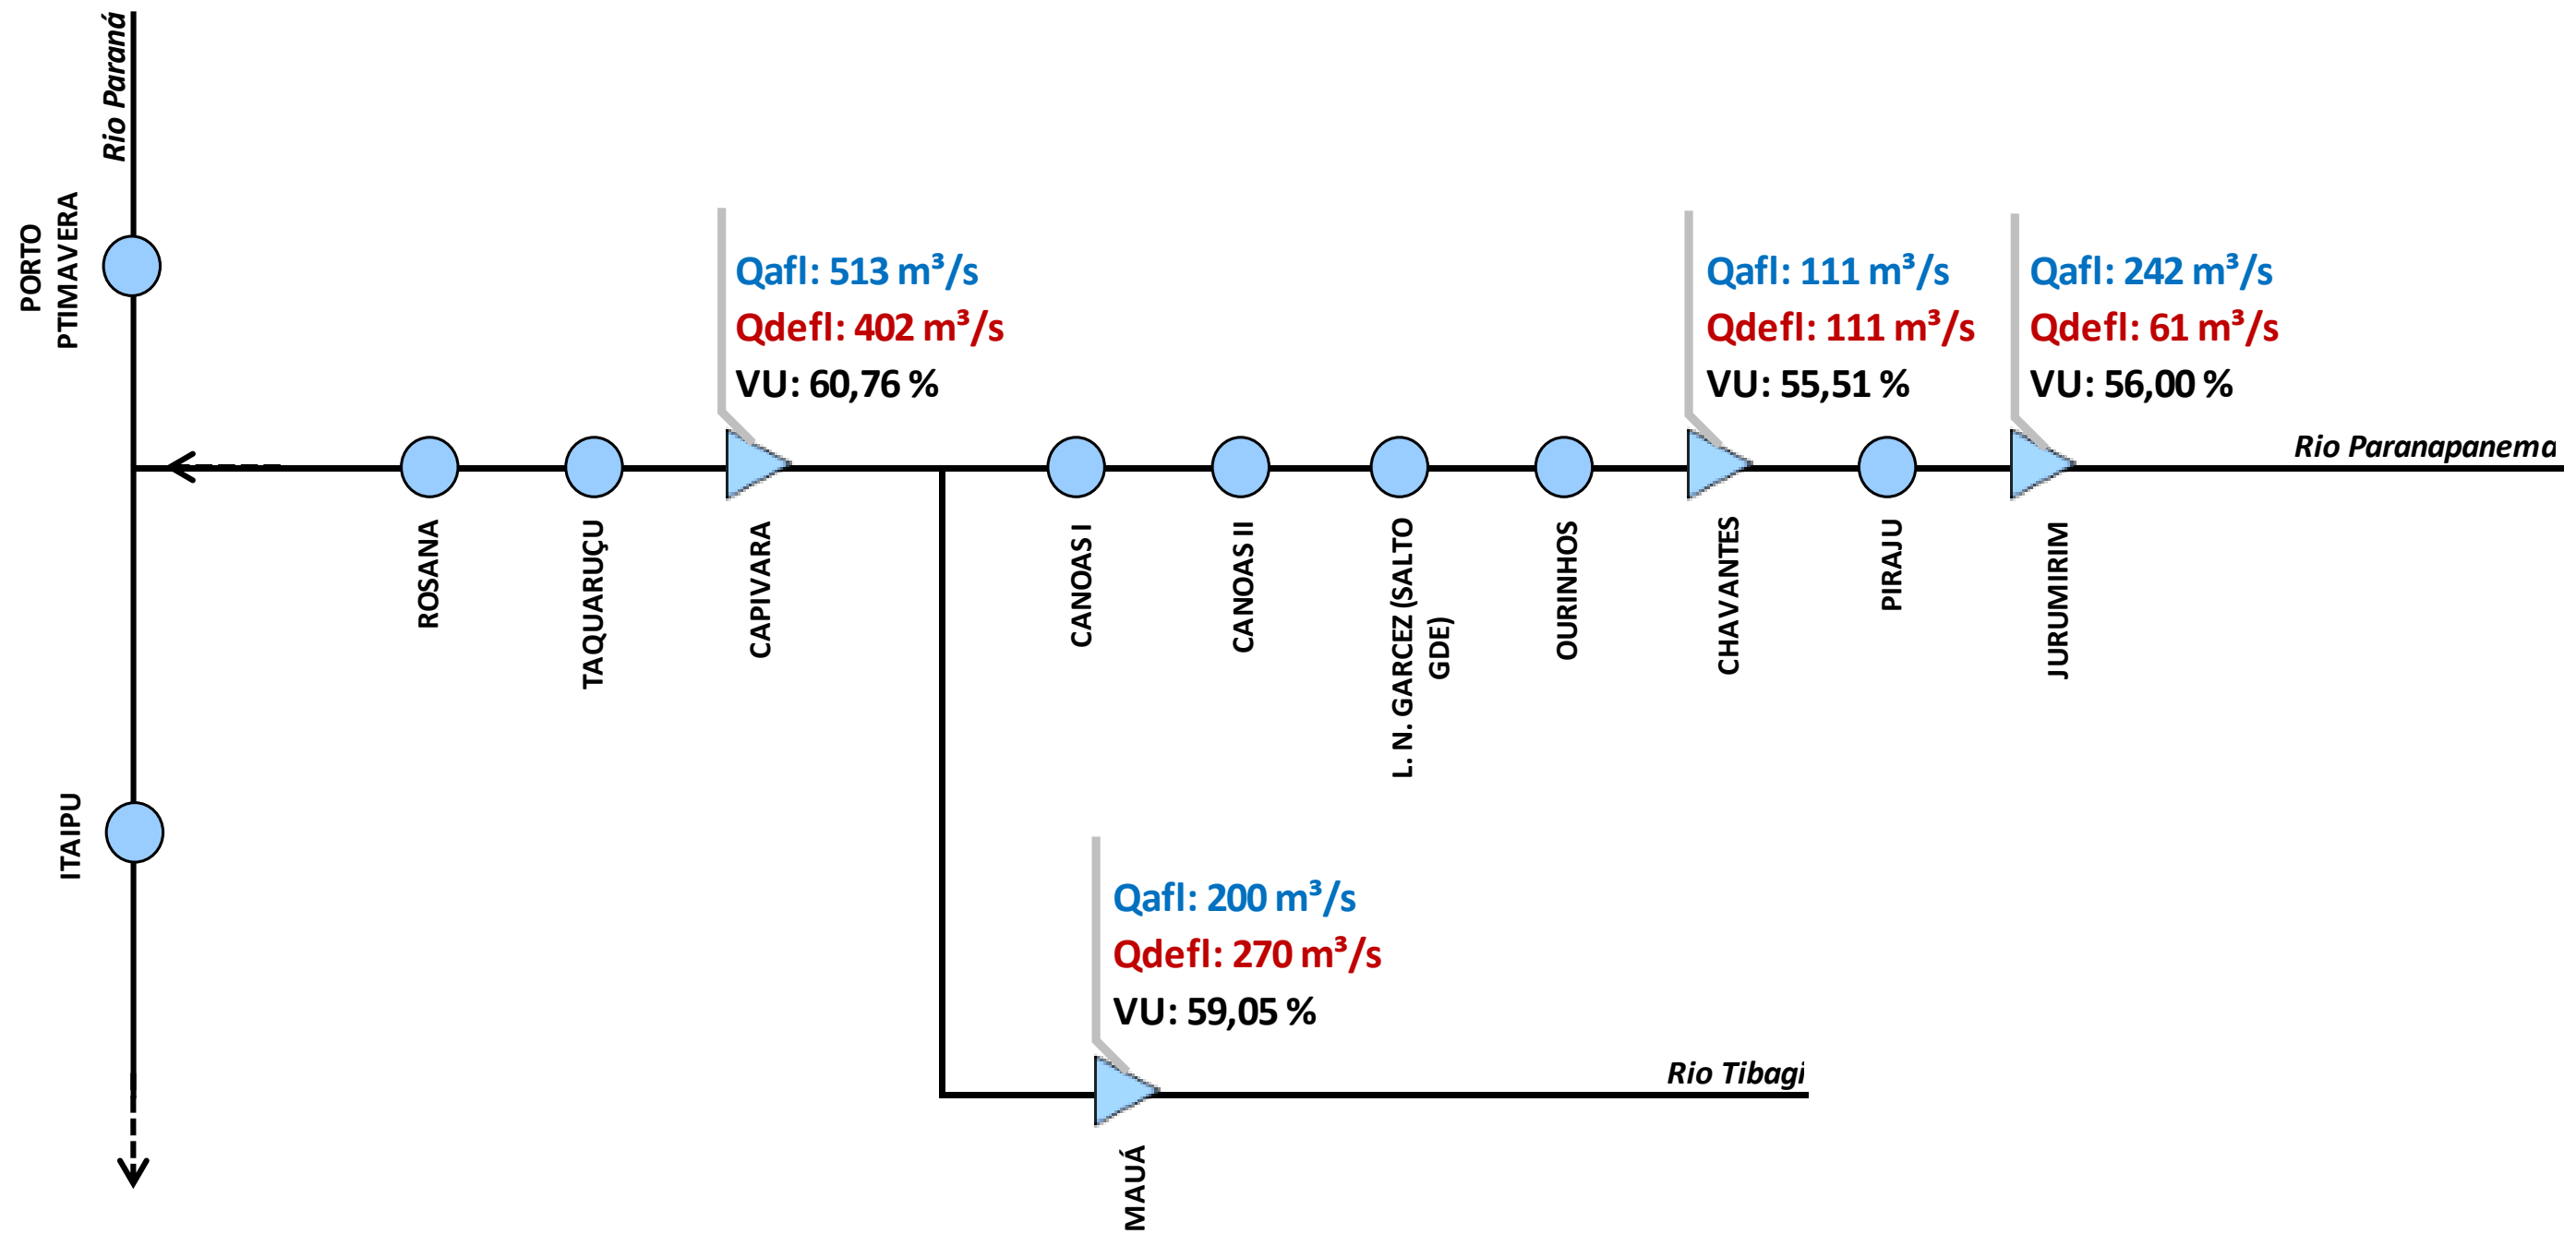 Rio Paraná
PORTO
PTIMAVERA
Qafl: 513 m³/s
Qdefl: 402 m³/s
VU: 60,76 %
Qafl: 111 m³/s
Qdefl: 111 m³/s
VU: 55,51 %
Qafl: 242 m³/s
Qdefl: 61 m³/s
VU: 56,00 %
Rio Paranapanema
ROSANA
TAQUARUÇU
CAPIVARA
CANOAS I
CANOAS II
L. N. GARCEZ (SALTO
GDE)
OURINHOS
CHAVANTES
PIRAJU
JURUMIRIM
ITAIPU
Qafl: 200 m³/s
Qdefl: 270 m³/s
VU: 59,05 %
Rio Tibagi
MAUÁ